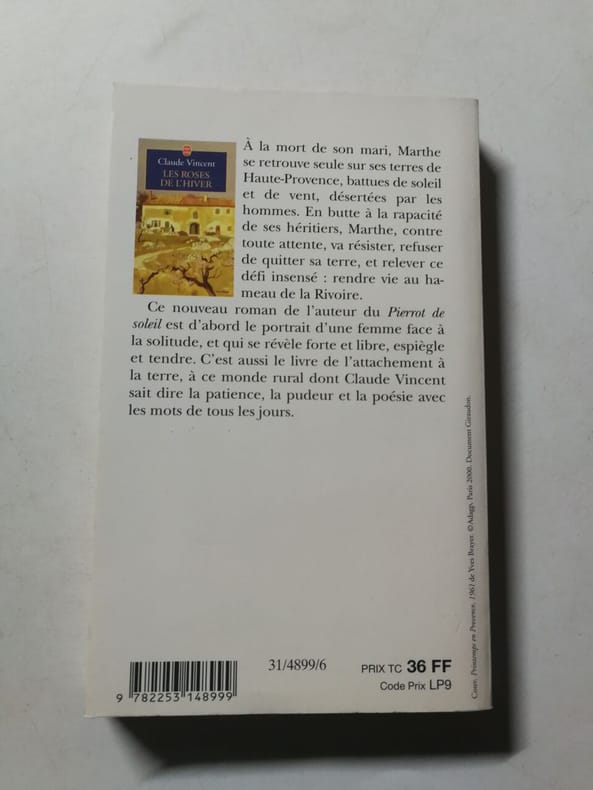 Claude Vincent
LES ROSES
DE L'HIVER
À la mort de son mari, Marthe
se retrouve seule sur ses terres de
Haute-Provence, battues de soleil
et de vent, désertées par les
hommes. En butte à la rapacité
de ses héritiers, Marthe, contre
toute attente, va résister, refuser
de quitter sa terre, et relever ce
défi insensé : rendre vie au ha-
meau de la Rivoire.
Ce nouveau roman de l'auteur du Pierrot de
soleil est d'abord le portrait d'une femme face à
la solitude, et qui se révèle forte et libre, espiègle
et tendre. C'est aussi le livre de l'attachement à
la terre, à ce monde rural dont Claude Vincent
sait dire la patience, la pudeur et la poésie avec
les mots de tous les jours.
Couv. Printemps en Provence, 1961 de Yves Brayer. ©Adagp, Paris 2000. Document Giraudon.
9 782253 148999
31/4899/6
PRIX TC 36 FF
Code Prix LP9